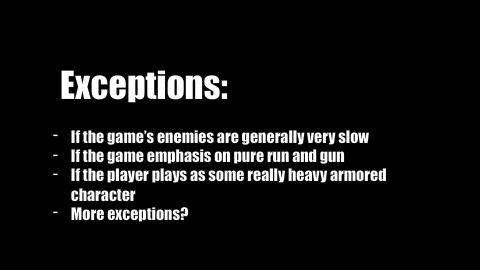 Exceptions:
- If the game's enemies are generally very slow
- If the game emphasis on pure run and gun
- If the player plays as some really heavy armored
character
- More exceptions?